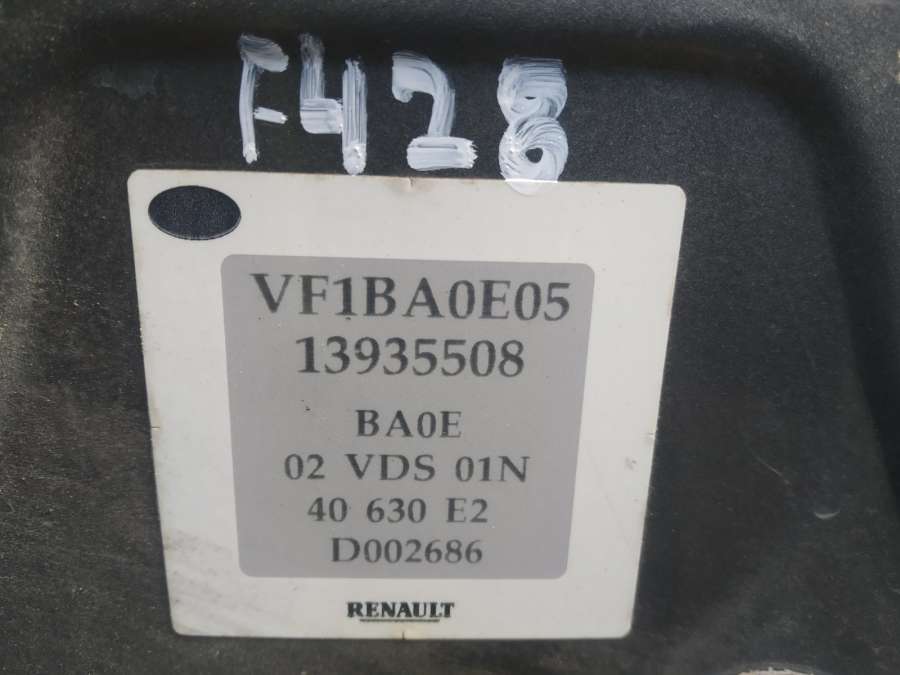 F428
VF1BA0E05
13935508
BA0E
02 VDS 01N
40 630 E2
D002686
RENAULT